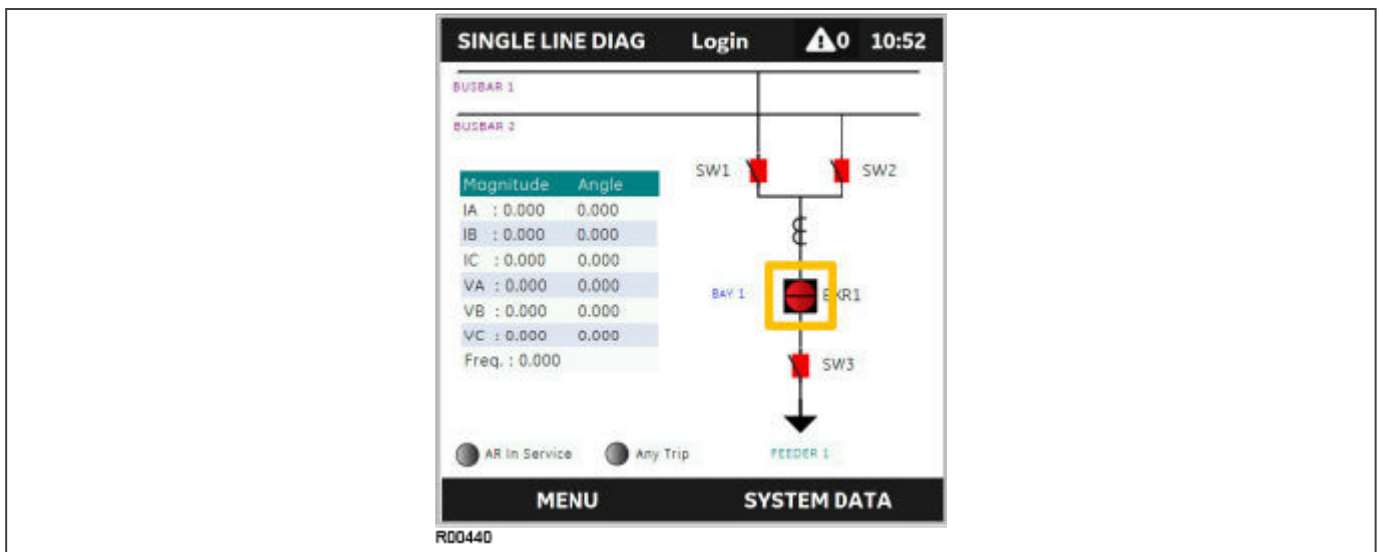 SINGLE LINE DIAG Login 0 10:52
BUSBAR 1
BUSBAR 2
SW1 SW2
Magnitude Angle
IA : 0.000 0.000
IB : 0.000 0.000
IC : 0.000 0.000
VA : 0.000 0.000
VB : 0.000 0.000
VC : 0.000 0.000
Freq. : 0.000
BAY 1
SW3
AR In Service Any Trip FEEDER 1
MENU SYSTEM DATA
R00440